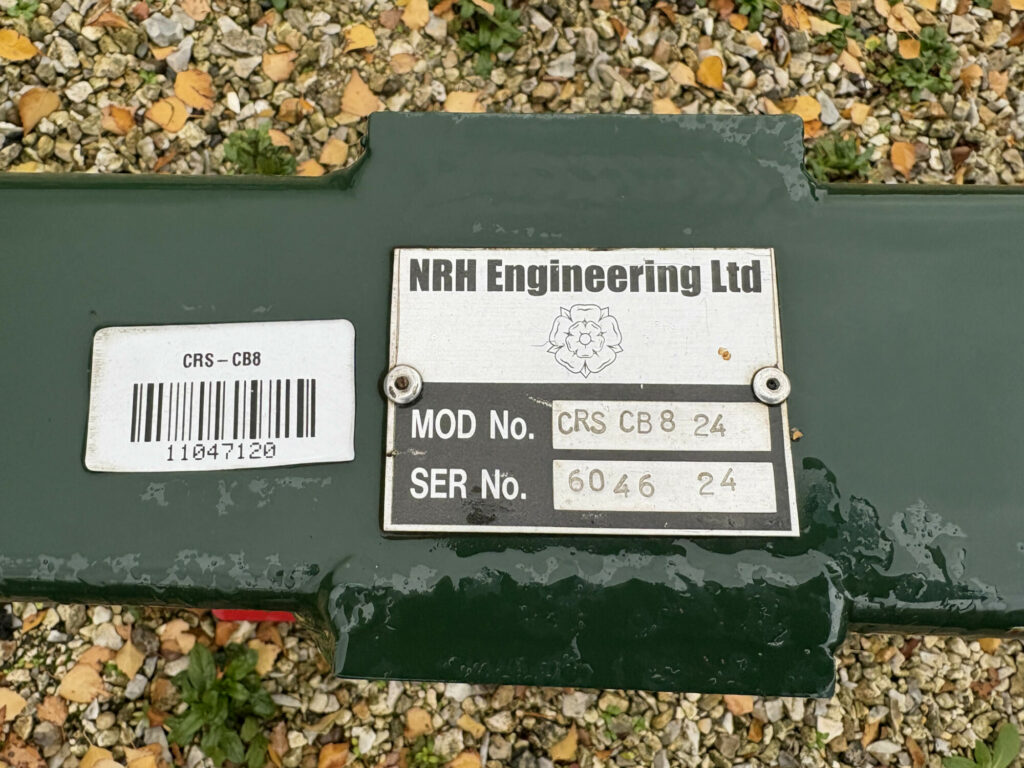 NRH Engineering Ltd
CRS-CB8
11047120
MOD No. CRS CB8 24
SER No. 6046 24